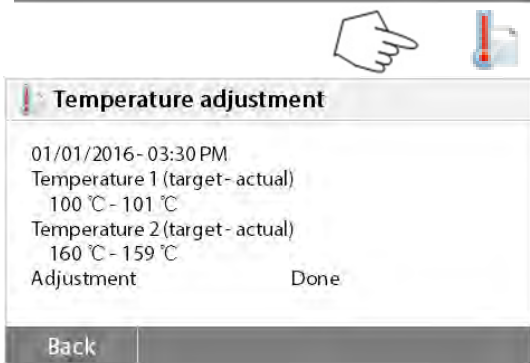 Temperature adjustment
01/01/2016 - 03:30 PM
Temperature 1 (target - actual)
100 °C - 101 °C
Temperature 2 (target - actual)
160 °C - 159 °C
Adjustment Done
Back